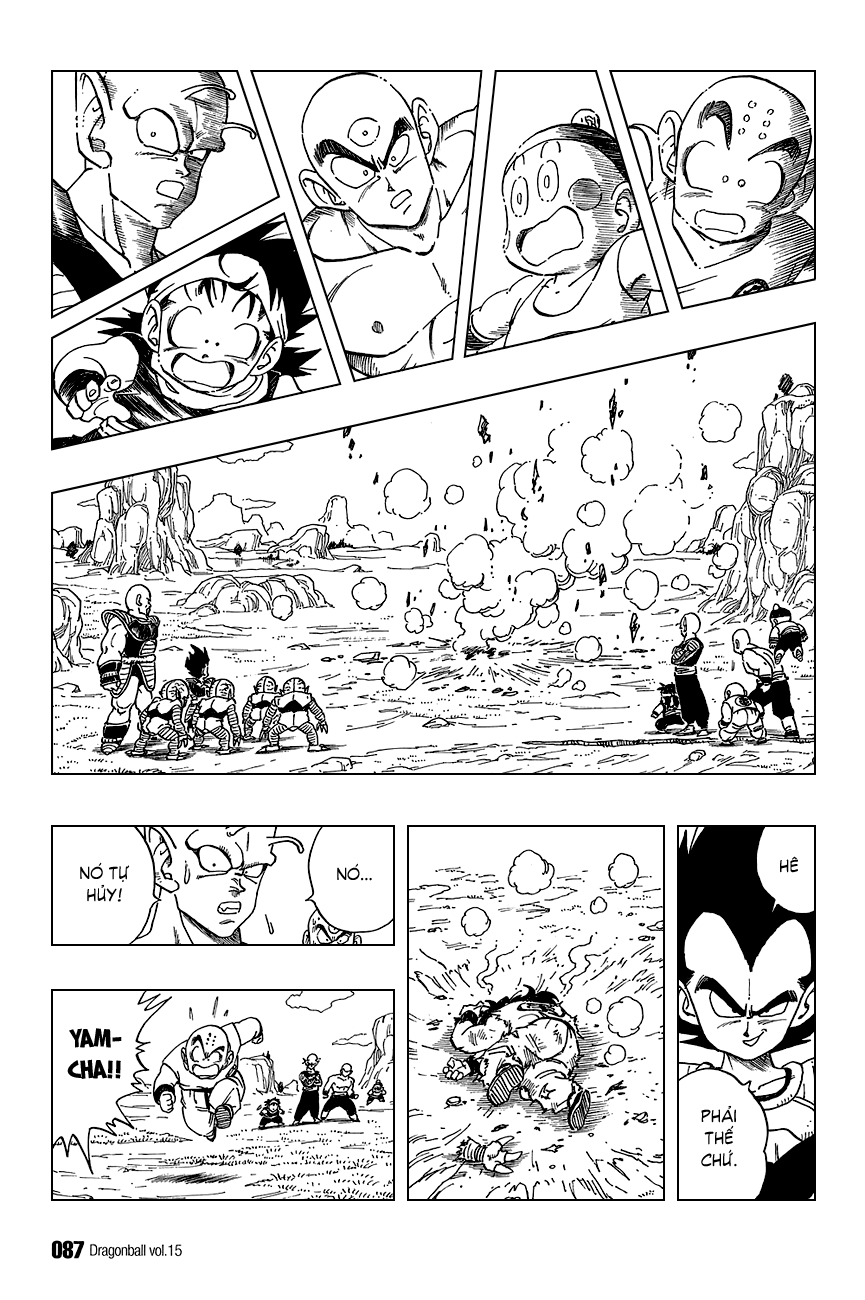 HÊ
PHẢI
THẾ
CHỨ.
NÓ...
NÓ TỰ
HỦY!
YAM-
CHA!!
087 Dragonball vol.15